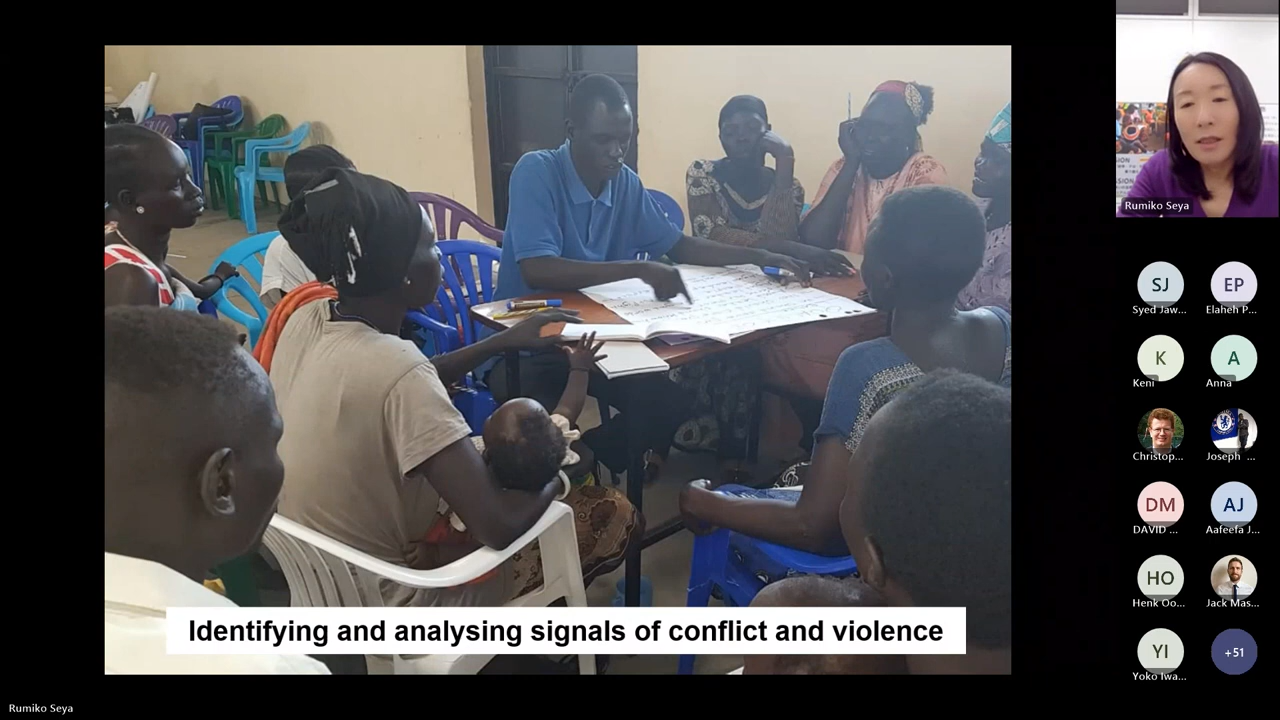 Identifying and analysing signals of conflict and violence
Rumiko Seya
SJ
Syed Jaw...
EP
Elaheh P...
K
Keni
A
Anna
Christop...
Joseph ...
DM
DAVID ...
AJ
Aafeefa J...
HO
Henk Oo...
Jack Mas...
YI
Yoko Iwa...
+51
Rumiko Seya